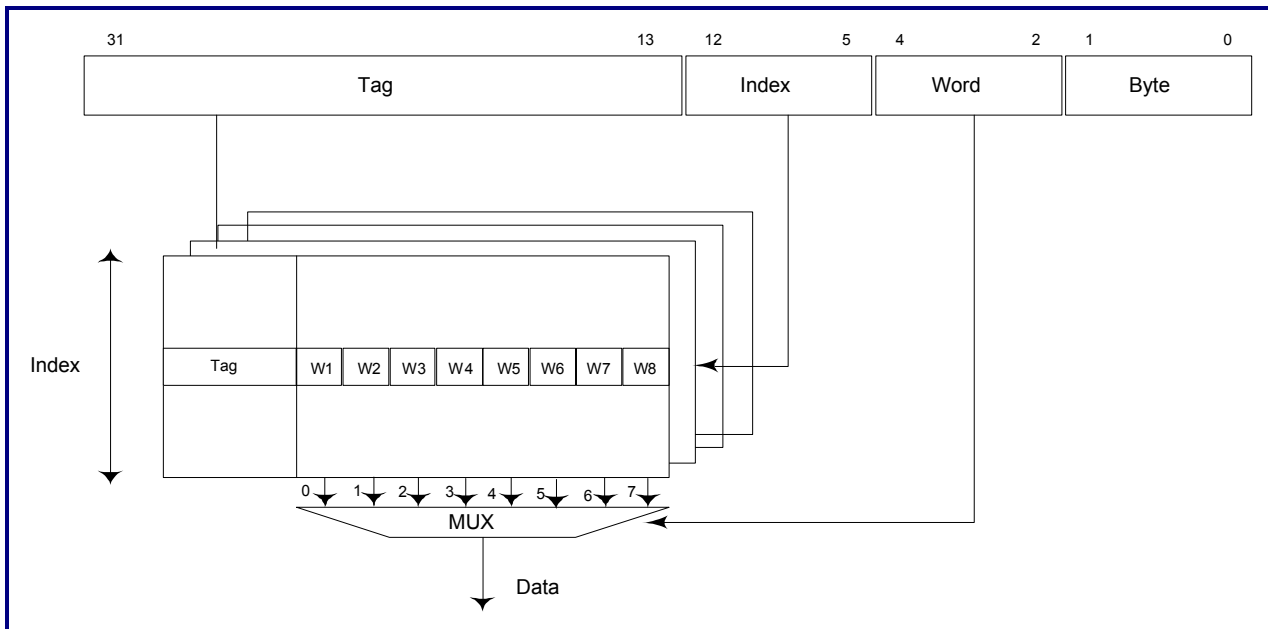 31 13 12 5 4 2 1 0
Tag Index Word Byte
Index
Tag W1 W2 W3 W4 W5 W6 W7 W8
0 1 2 3 4 5 6 7
MUX
Data